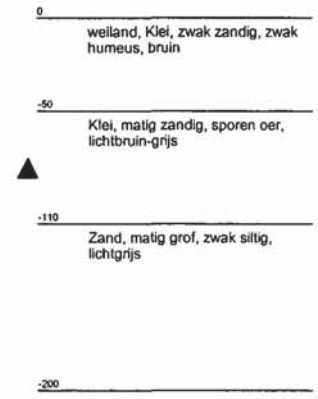 0
weiland, Klei, zwak zandig, zwak
humeus, bruin
-50
Klei, matig zandig, sporen oer,
lichtbruin-grijs
-110
Zand, matig grof, zwak siltig,
lichtgrijs
-200